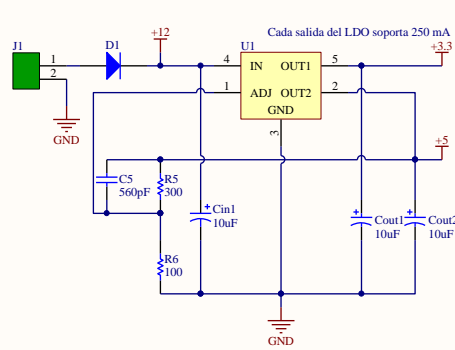 Cada salida del LDO soporta 250 mA
J1
1
2
D1
+12
U1
4
IN
OUT1
5
+3.3
1
ADJ
OUT2
2
GND
3
GND
+5
C5
560pF
R5
300
Cin1
10uF
Cout1
10uF
Cout2
10uF
R6
100
GND